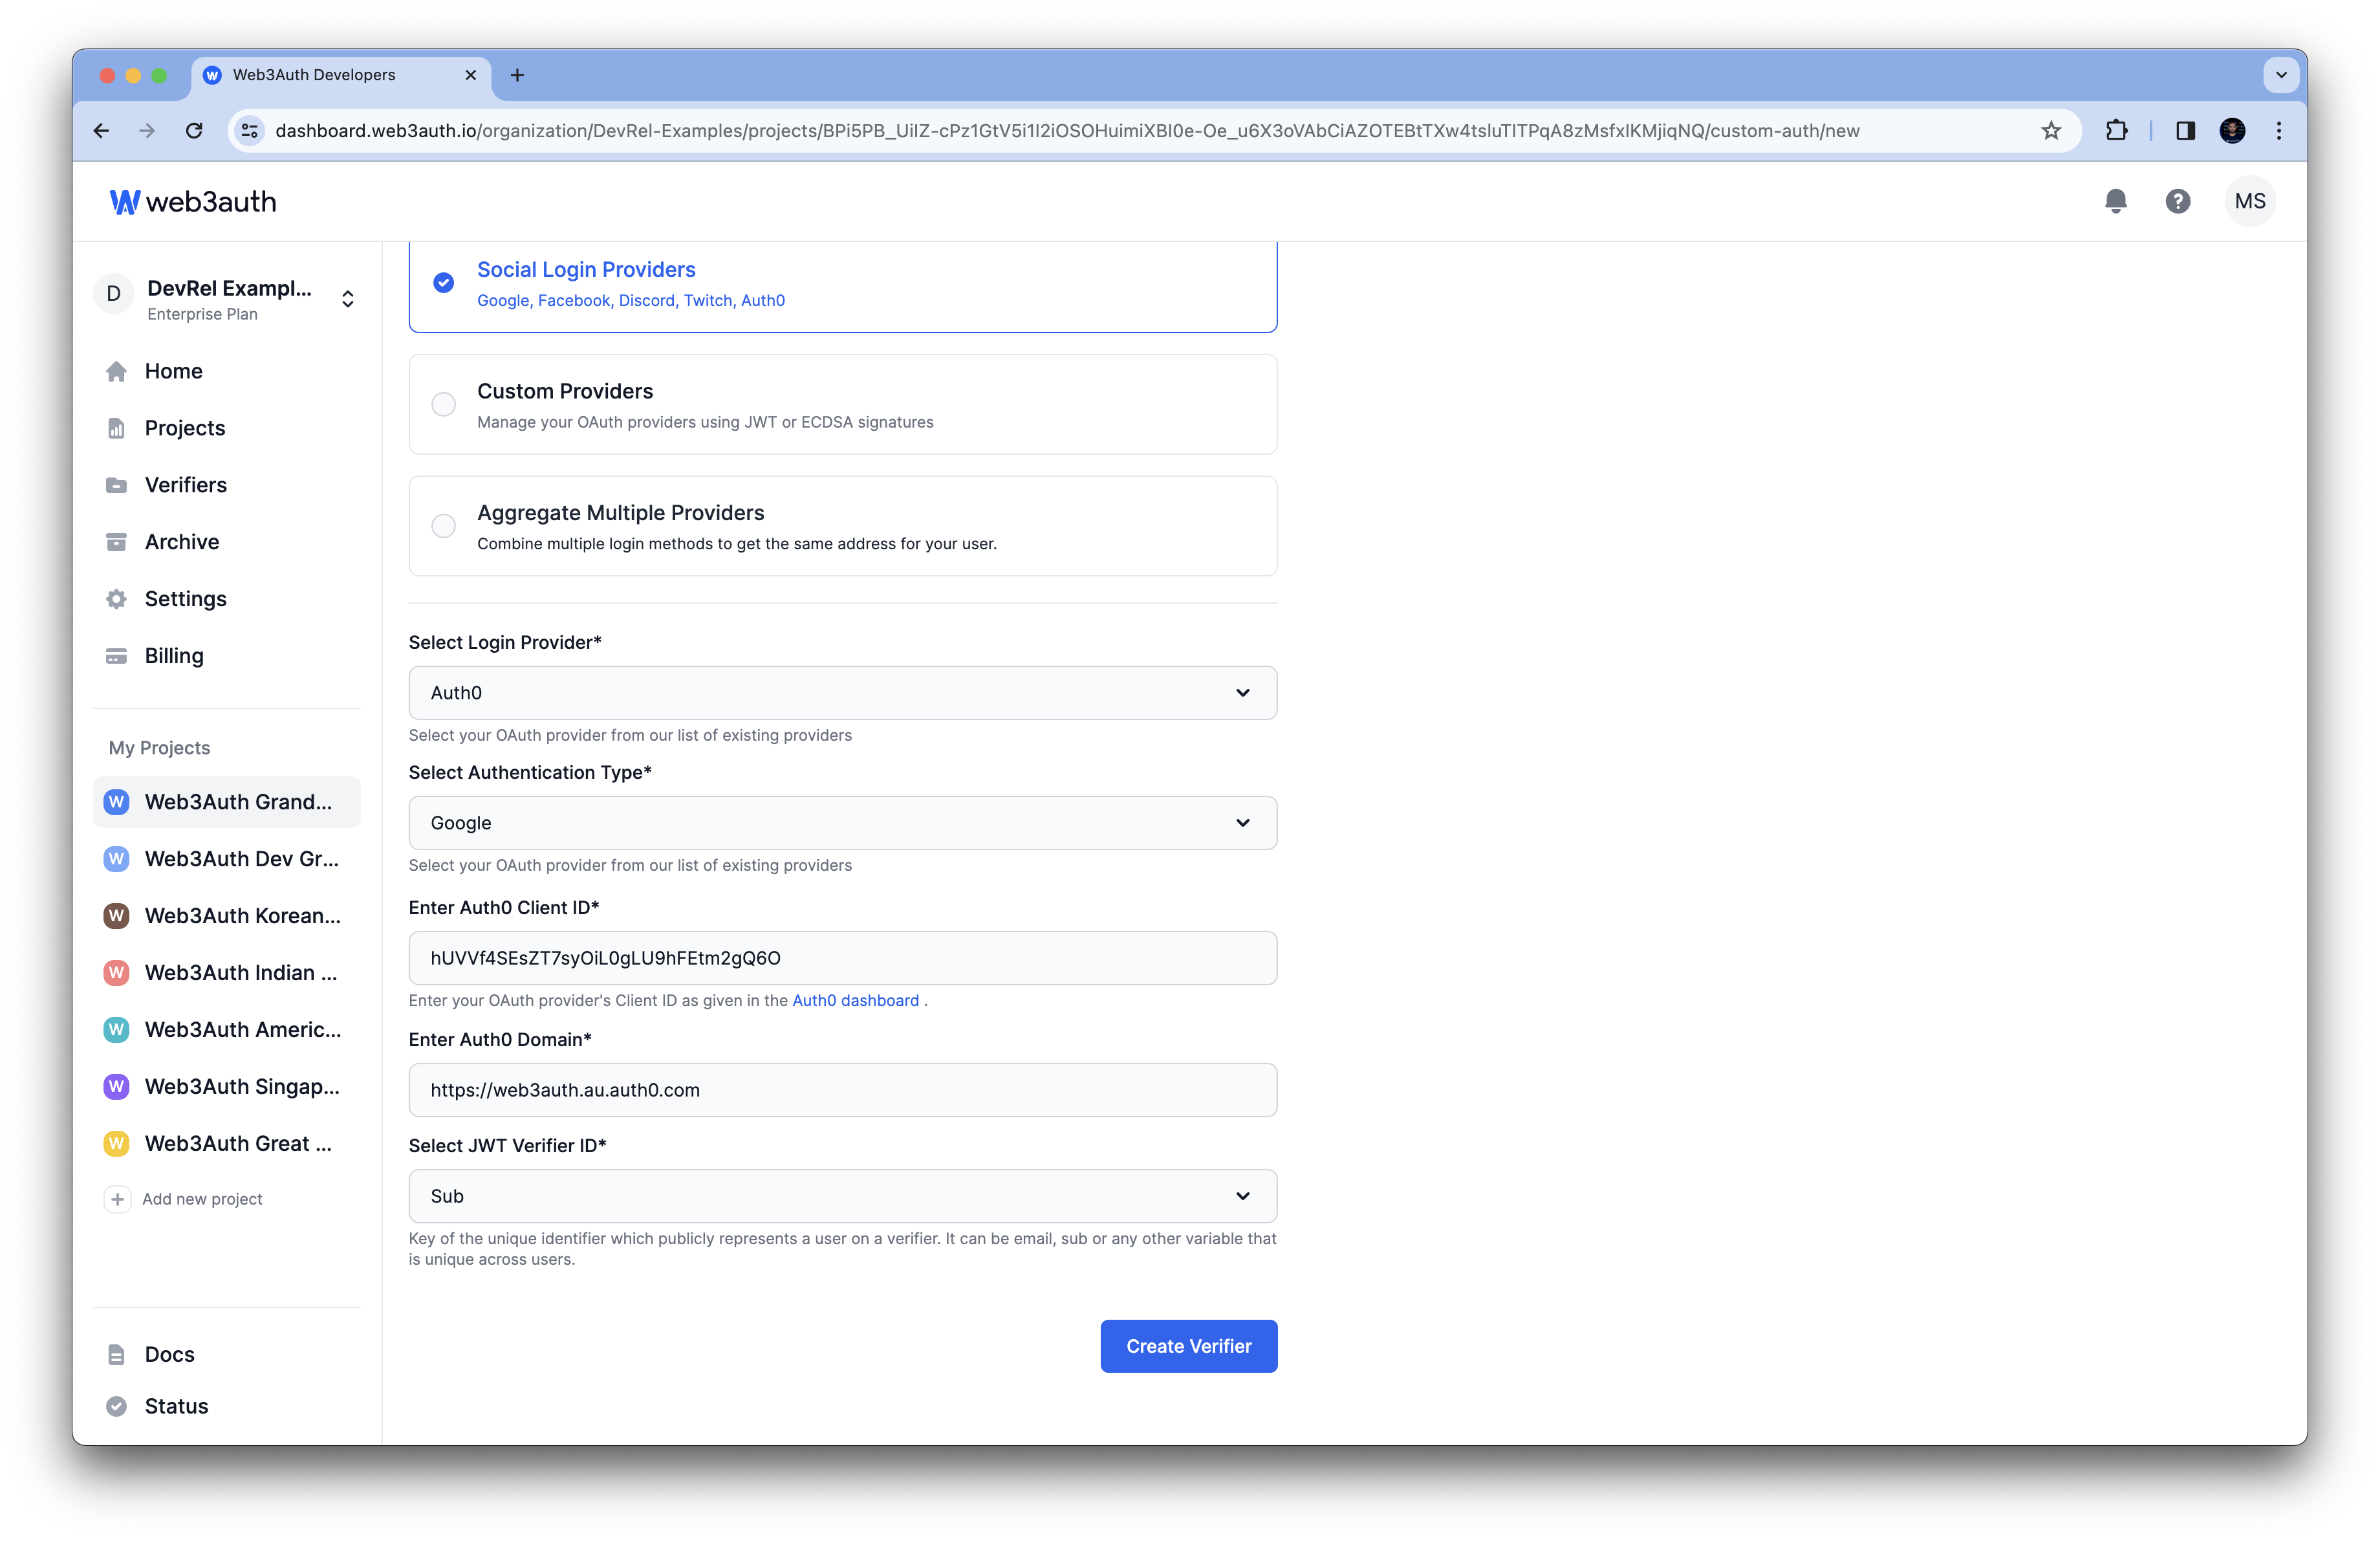 Web3Auth Developers
dashboard.web3auth.io/organization/DevRel-Examples/projects/BPi5PB_UiIZ-cPz1GtV5i1I2iOSOHuimiXBI0e-Oe_u6X3oVAbCiAZOTEBtTXw4tsluTITPqA8zMsfxIKMjiqNQ/custom-auth/new
web3auth
MS
D
DevRel Exampl...
Enterprise Plan
Home
Projects
Verifiers
Archive
Settings
Billing
My Projects
W Web3Auth Grand...
W Web3Auth Dev Gr...
W Web3Auth Korean...
W Web3Auth Indian ...
W Web3Auth Americ...
W Web3Auth Singap...
W Web3Auth Great ...
Add new project
Docs
Status
Social Login Providers
Google, Facebook, Discord, Twitch, Auth0
Custom Providers
Manage your OAuth providers using JWT or ECDSA signatures
Aggregate Multiple Providers
Combine multiple login methods to get the same address for your user.
Select Login Provider*
Auth0
Select your OAuth provider from our list of existing providers
Select Authentication Type*
Google
Select your OAuth provider from our list of existing providers
Enter Auth0 Client ID*
hUVVf4SEsZT7syOiL0gLU9hFEtm2gQ6O
Enter your OAuth provider's Client ID as given in the Auth0 dashboard .
Enter Auth0 Domain*
https://web3auth.au.auth0.com
Select JWT Verifier ID*
Sub
Key of the unique identifier which publicly represents a user on a verifier. It can be email, sub or any other variable that
is unique across users.
Create Verifier